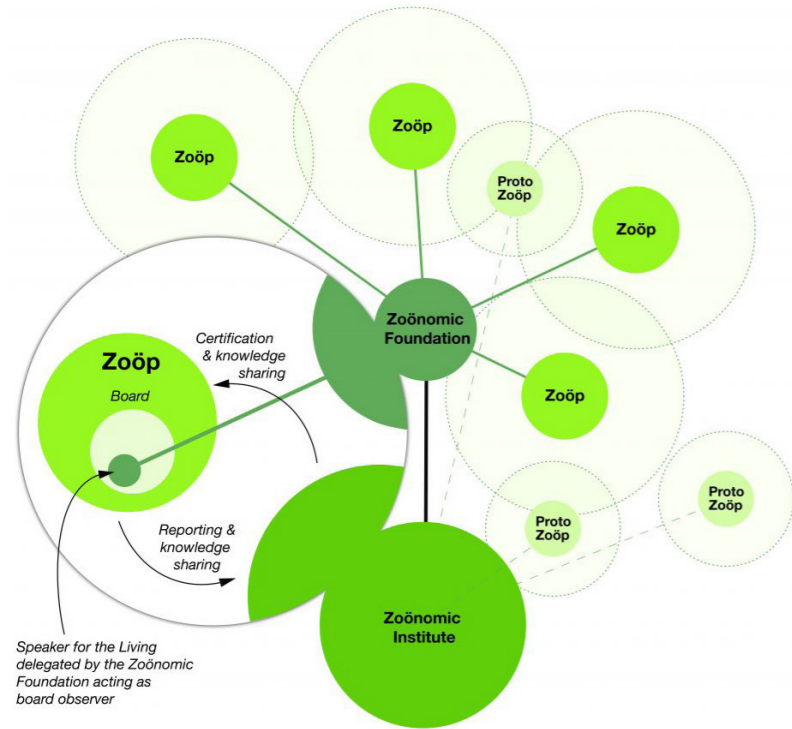 Zoöp
Zoöp
Proto
Zoöp
Zoöp
Zoönomic
Foundation
Certification
& knowledge
sharing
Zoöp
Board
Zoöp
Reporting &
knowledge
sharing
Proto
Zoöp
Proto
Zoöp
Zoönomic
Institute
Speaker for the Living
delegated by the Zoönomic
Foundation acting as
board observer